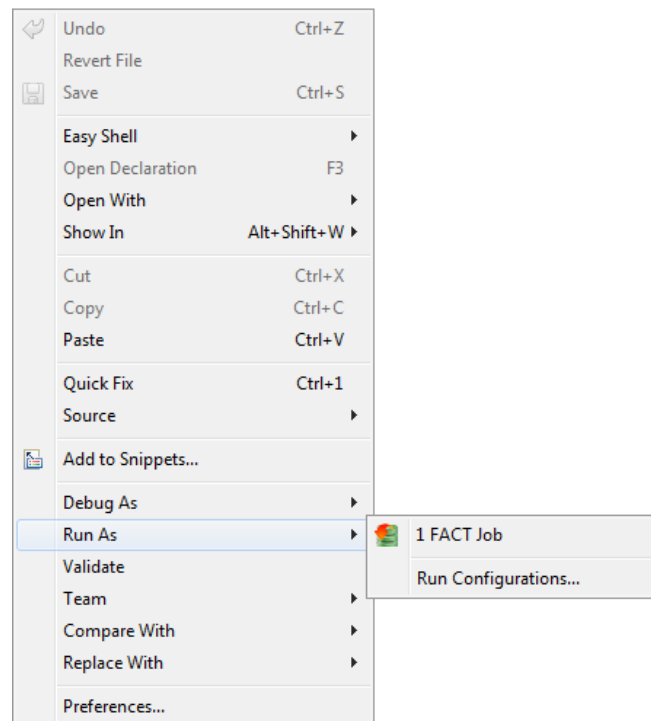 Undo Ctrl+Z
Revert File
Save Ctrl+S
Easy Shell
Open Declaration F3
Open With
Show In Alt+Shift+W
Cut Ctrl+X
Copy Ctrl+C
Paste Ctrl+V
Quick Fix Ctrl+1
Source
Add to Snippets...
Debug As
Run As
1 FACT Job
Validate
Run Configurations...
Team
Compare With
Replace With
Preferences...